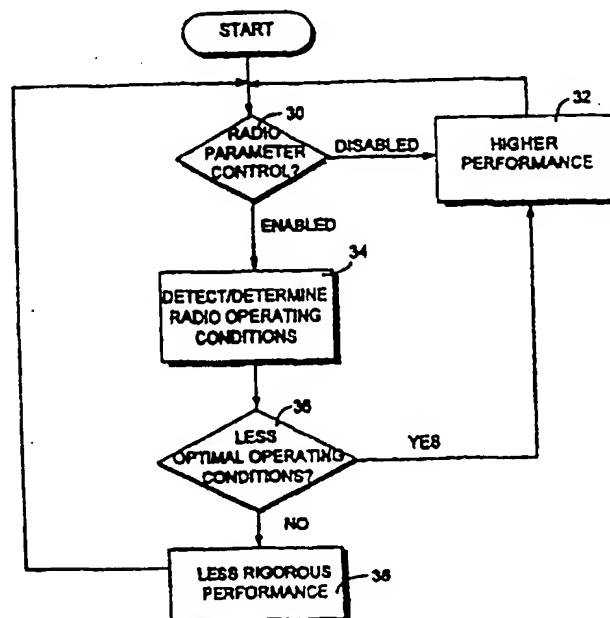 START
30
RADIO
PARAMETER
CONTROL?
DISABLED
32
HIGHER
PERFORMANCE
ENABLED
34
DETECT/DETERMINE
RADIO OPERATING
CONDITIONS
36
LESS
OPTIMAL OPERATING
CONDITIONS?
YES
NO
LESS RIGOROUS
PERFORMANCE
38